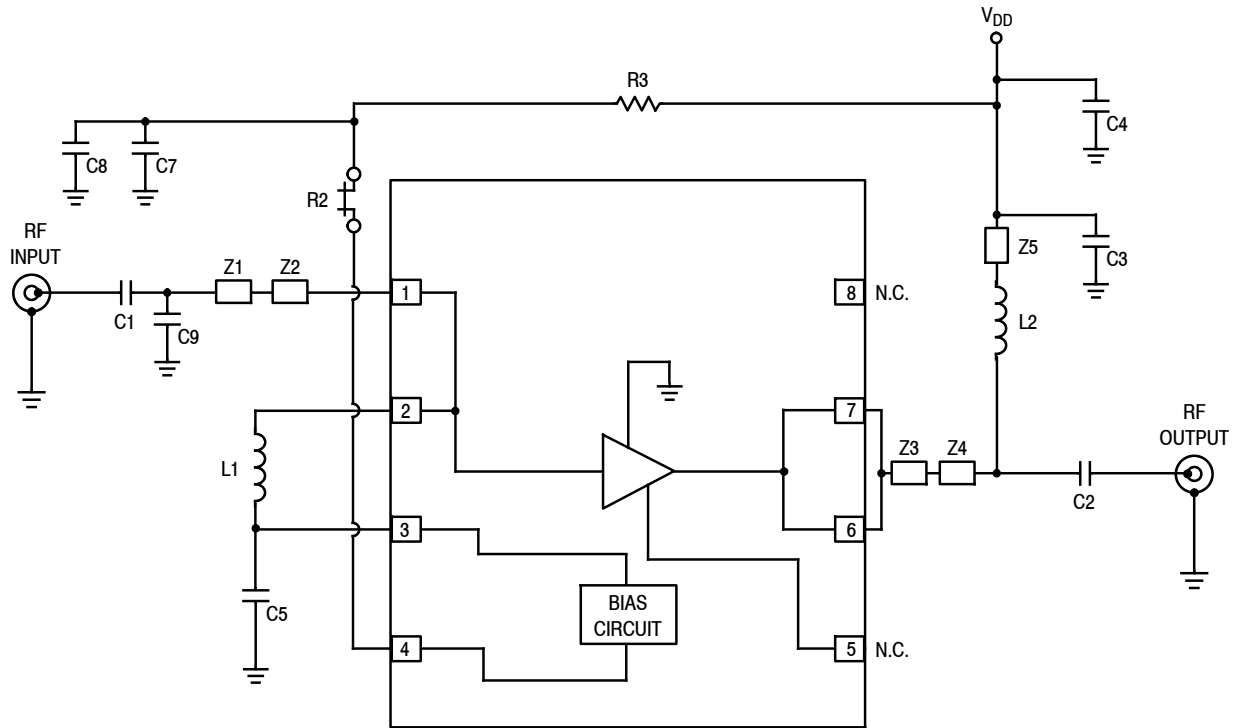 VDD
R3
C4
C8
C7
R2
RF
INPUT
Z1
Z2
Z5
C3
1
8
N.C.
C1
C9
L2
2
7
RF
OUTPUT
L1
Z3
Z4
C2
3
6
C5
BIAS
CIRCUIT
4
5
N.C.